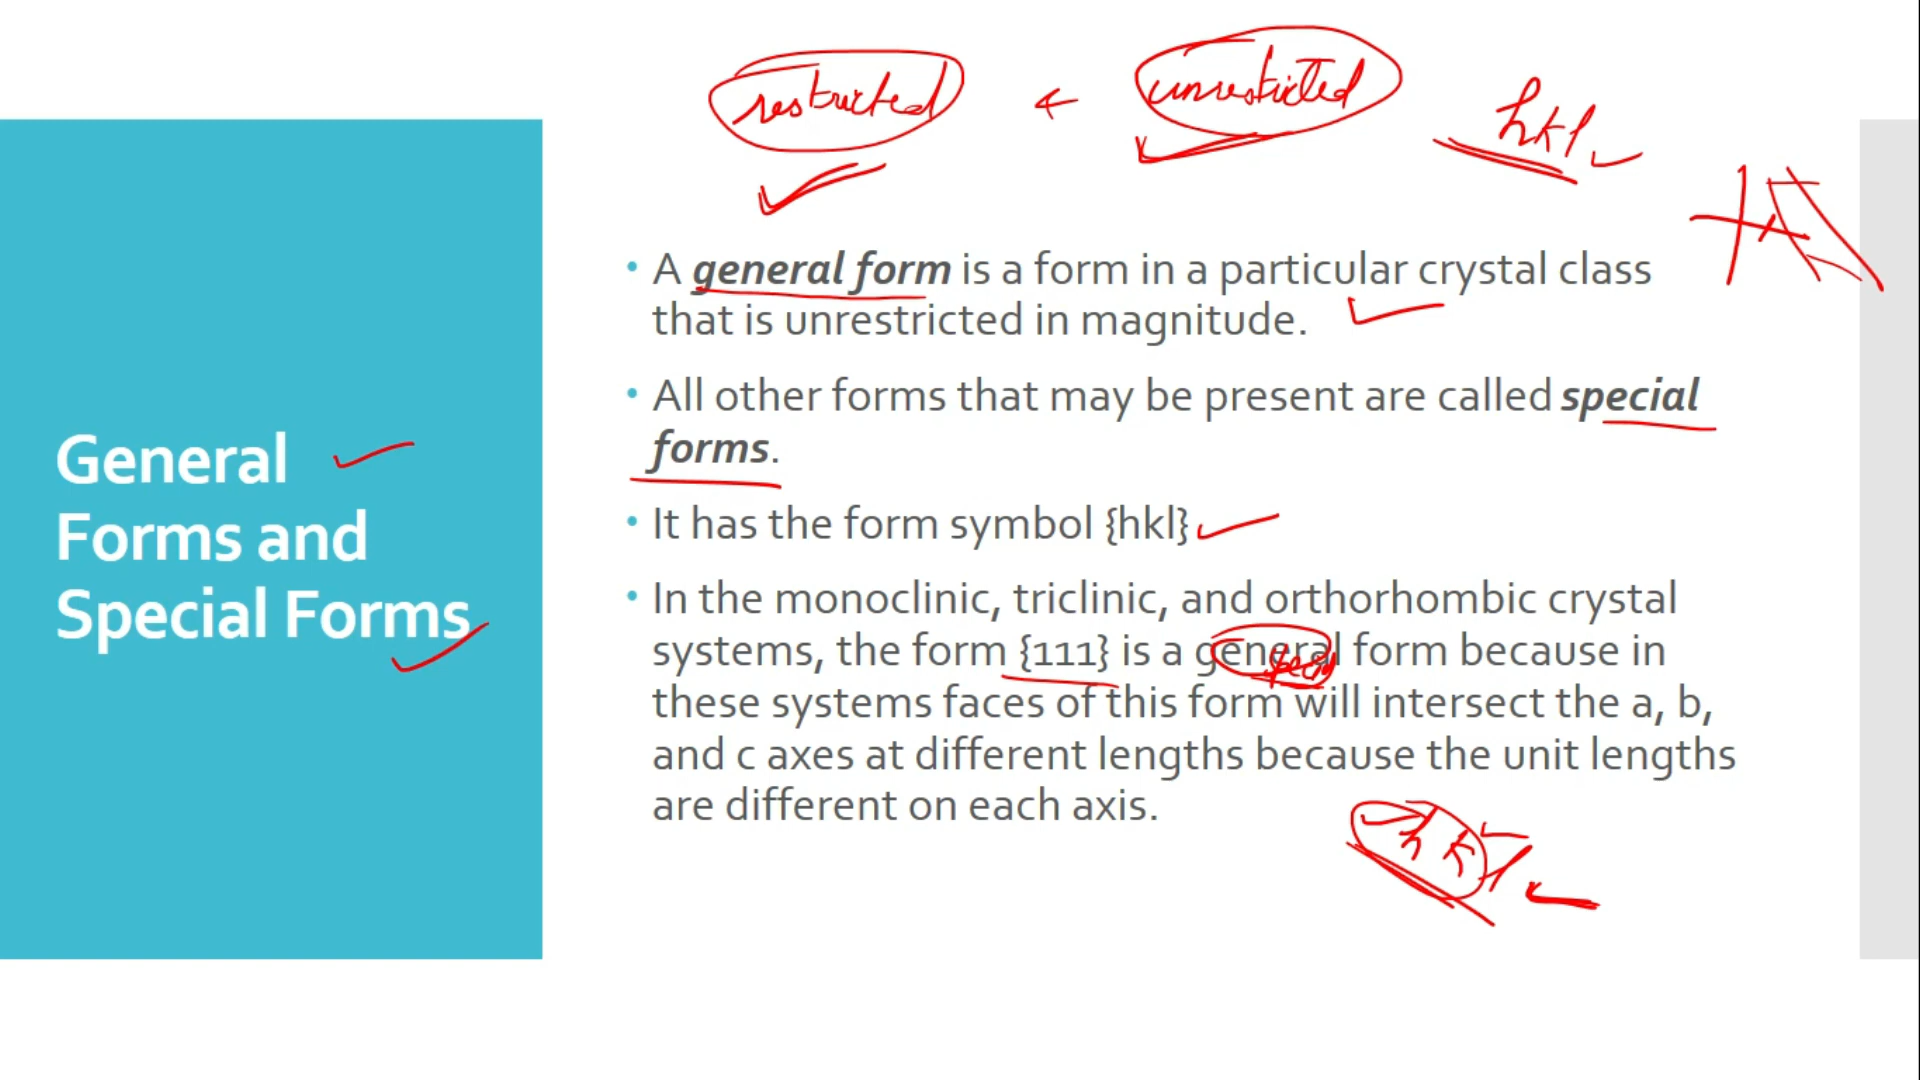 restricted unrestricted hkl
General
Forms and
Special Forms
• A general form is a form in a particular crystal class
that is unrestricted in magnitude.
• All other forms that may be present are called special
forms.
• It has the form symbol {hkl}
• In the monoclinic, triclinic, and orthorhombic crystal
systems, the form {111} is a general form because in
these systems faces of this form will intersect the a, b,
and c axes at different lengths because the unit lengths
are different on each axis.
h k l